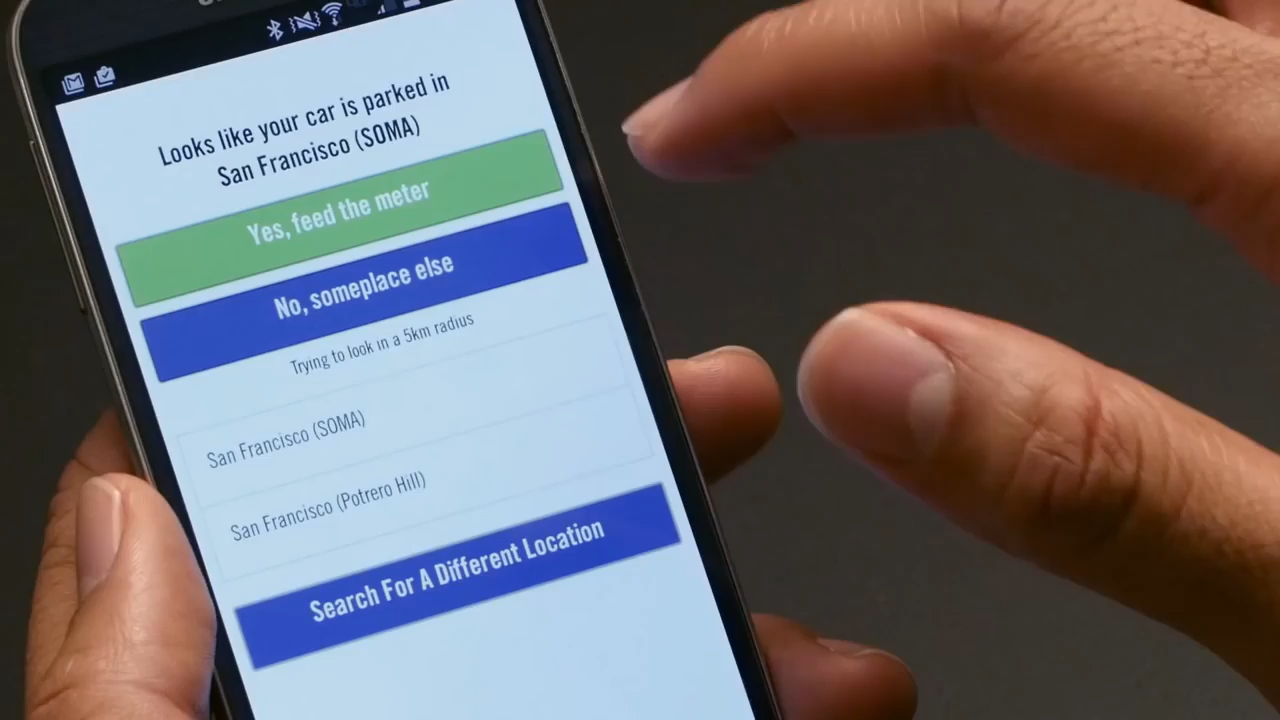 Looks like your car is parked in
San Francisco (SOMA)
Yes, feed the meter
No, someplace else
Trying to look in a 5km radius
San Francisco (SOMA)
San Francisco (Potrero Hill)
Search For A Different Location